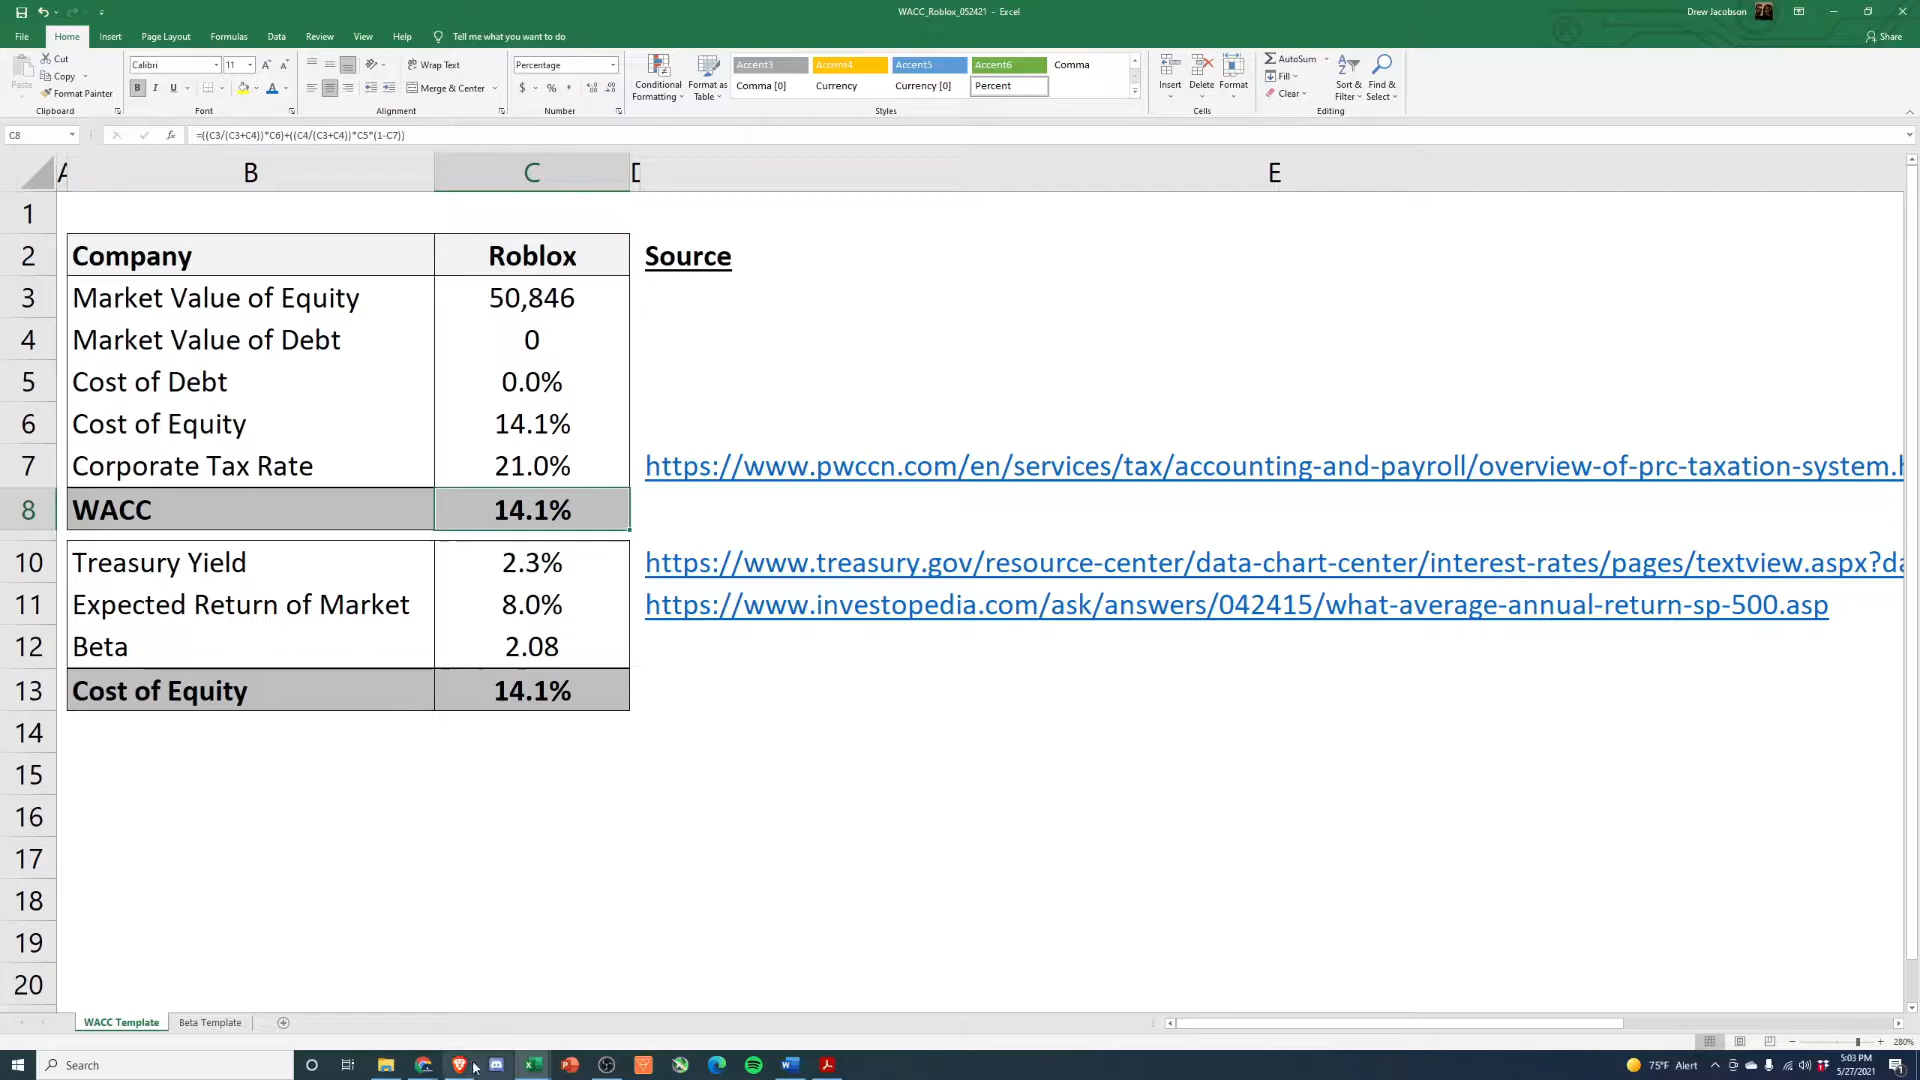 WACC_Roblox_052421 - Excel
Drew Jacobson
File Home Insert Page Layout Formulas Data Review View Help Tell me what you want to do
Share
Paste
Cut
Copy
Format Painter
Clipboard
Calibri 11
B I U
Font
Wrap Text
Merge & Center
Alignment
Percentage
$ % ,
Number
Conditional Formatting
Format as Table
Accent3 Accent4 Accent5 Accent6 Comma
Comma [0] Currency Currency [0] Percent
Styles
Insert Delete Format
Cells
AutoSum
Fill
Clear
Sort & Filter
Find & Select
Editing
C8 fx =((C3/(C3+C4))*C6)+((C4/(C3+C4))*C5*(1-C7))
A B C D E
1
2 Company Roblox Source
3 Market Value of Equity 50,846
4 Market Value of Debt 0
5 Cost of Debt 0.0%
6 Cost of Equity 14.1%
7 Corporate Tax Rate 21.0% https://www.pwccn.com/en/services/tax/accounting-and-payroll/overview-of-prc-taxation-system.h
8 WACC 14.1%
10 Treasury Yield 2.3% https://www.treasury.gov/resource-center/data-chart-center/interest-rates/pages/textview.aspx?da
11 Expected Return of Market 8.0% https://www.investopedia.com/ask/answers/042415/what-average-annual-return-sp-500.asp
12 Beta 2.08
13 Cost of Equity 14.1%
14
15
16
17
18
19
20
WACC Template Beta Template
280%
Search
75°F Alert
5:03 PM
5/27/2021